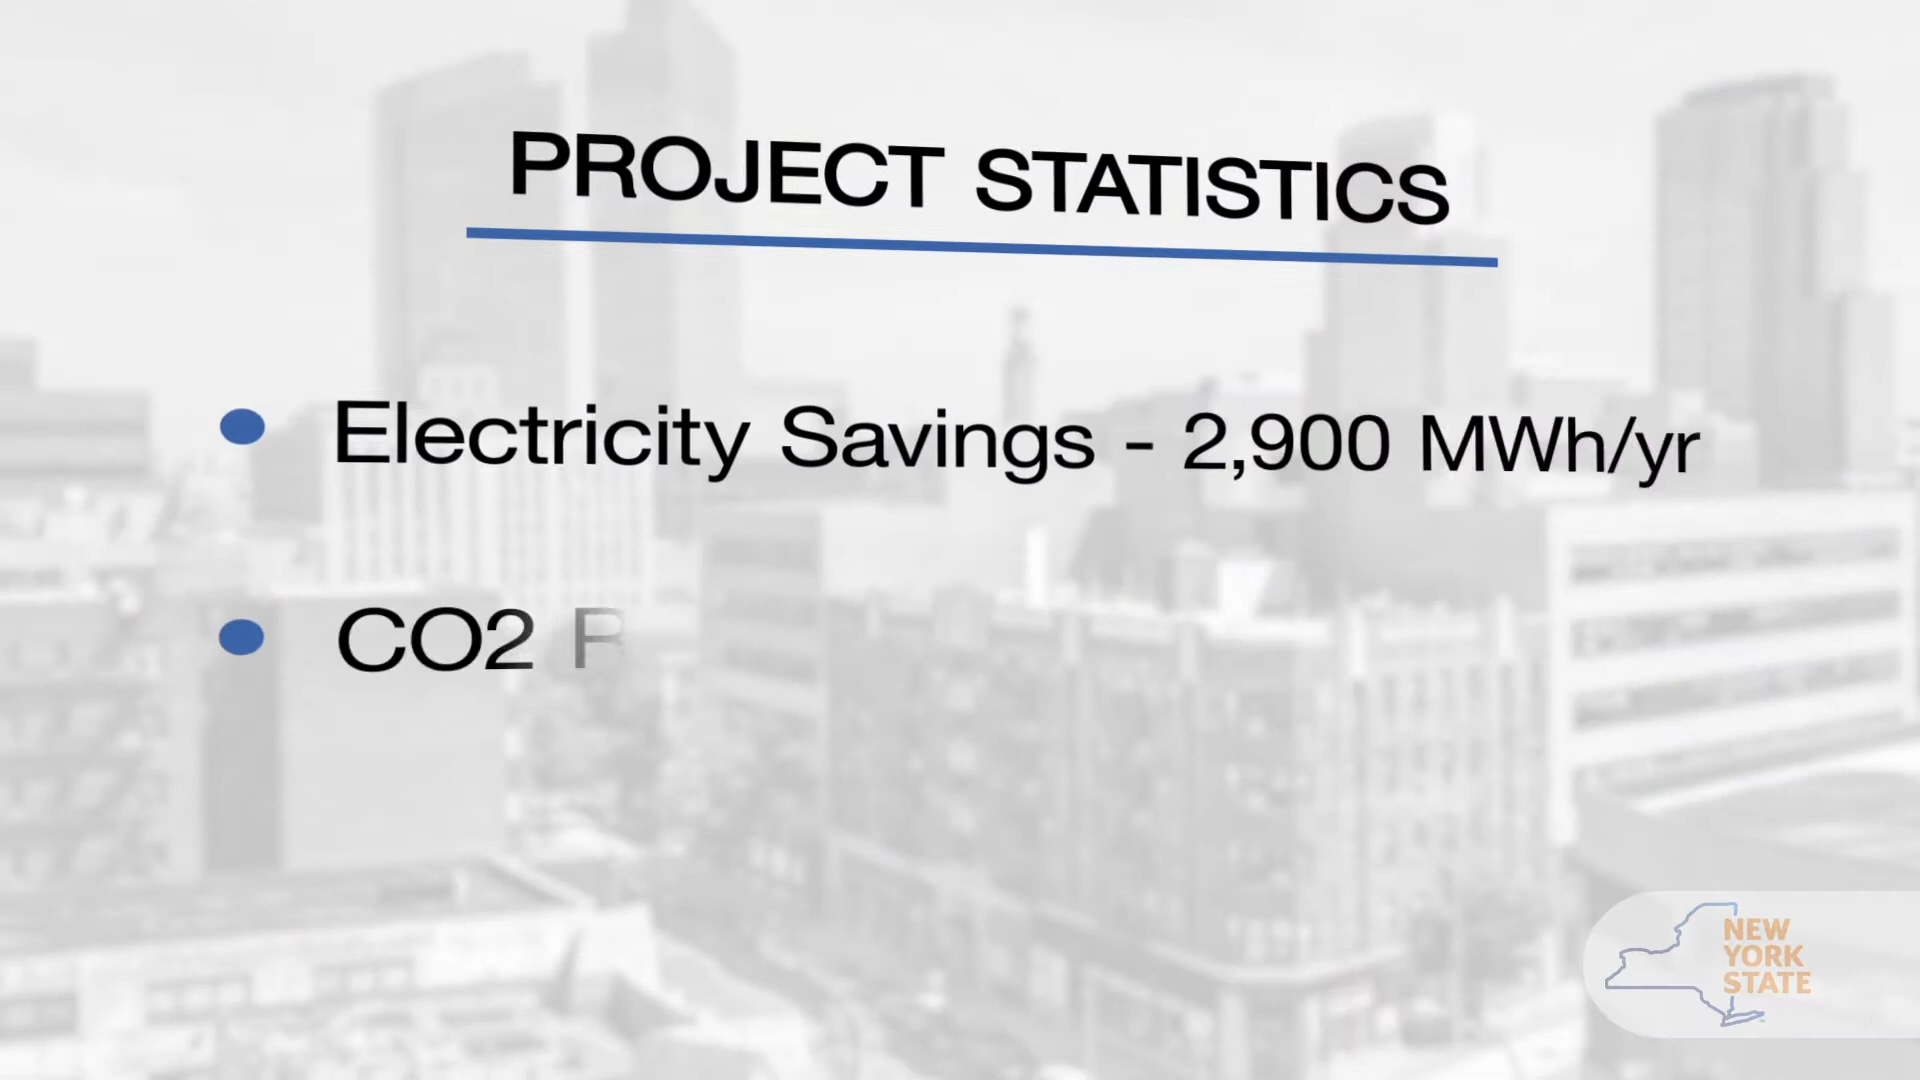 PROJECT STATISTICS
• Electricity Savings - 2,900 MWh/yr
• CO2 R
NEW
YORK
STATE